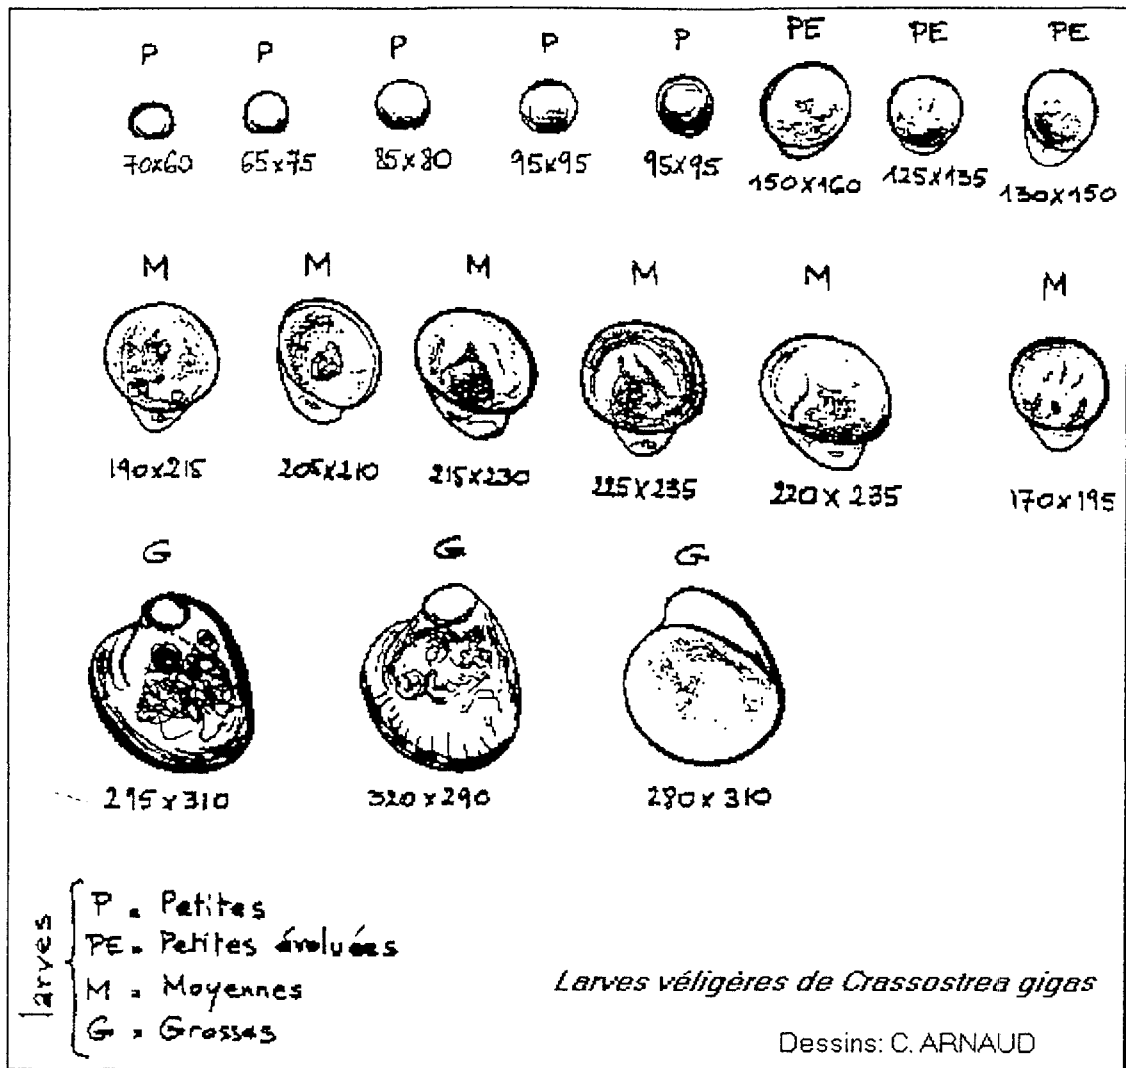 P P P P P PE PE PE
70x60 65x75 85x80 95x95 95x95 150x160 125x135 130x150
M M M M M M
190x215 205x210 215x230 225x235 220x235 170x195
G G G
295x310 320x290 280x310
larves
P = Petites
PE = Petites évoluées
M = Moyennes
G = Grosses
Larves véligères de Crassostrea gigas
Dessins: C. ARNAUD